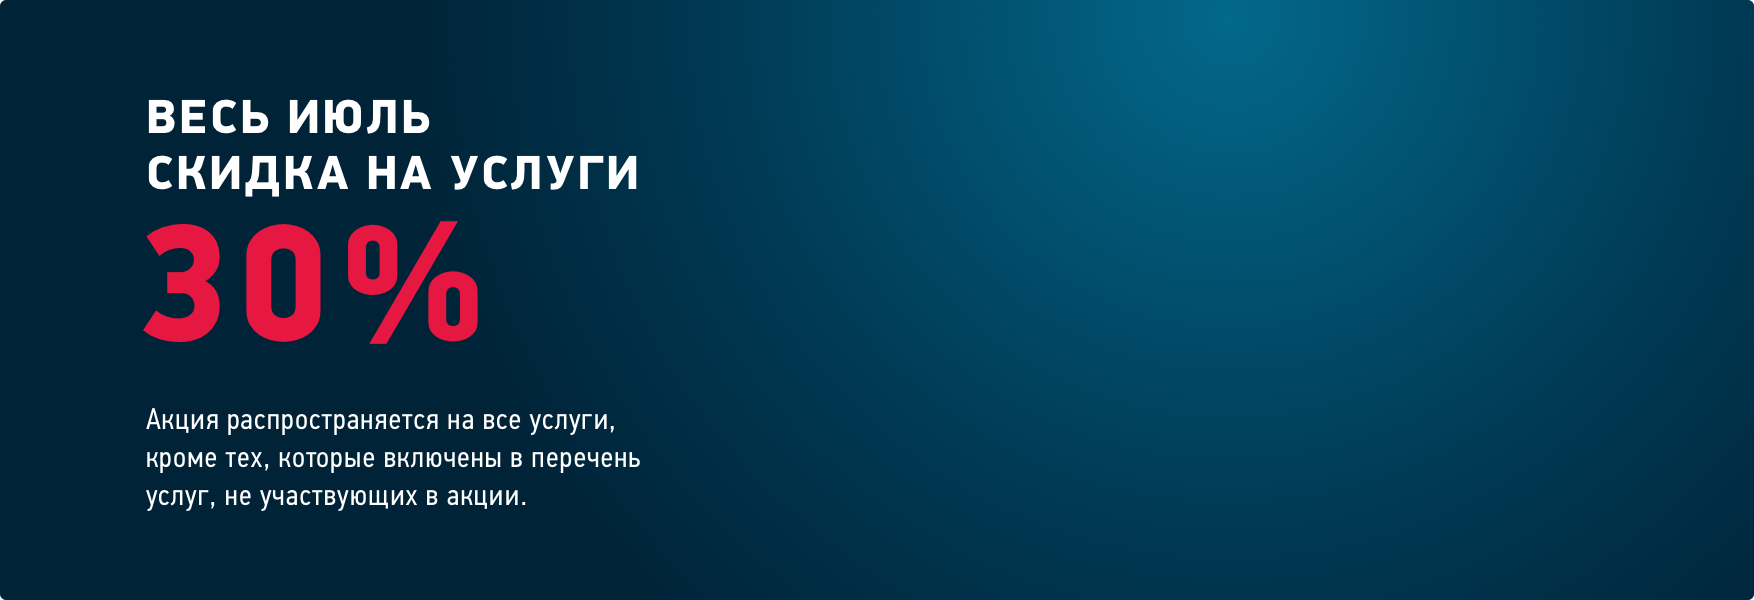 ВЕСЬ ИЮЛЬ
СКИДКА НА УСЛУГИ
30%
Акция распространяется на все услуги,
кроме тех, которые включены в перечень
услуг, не участвующих в акции.